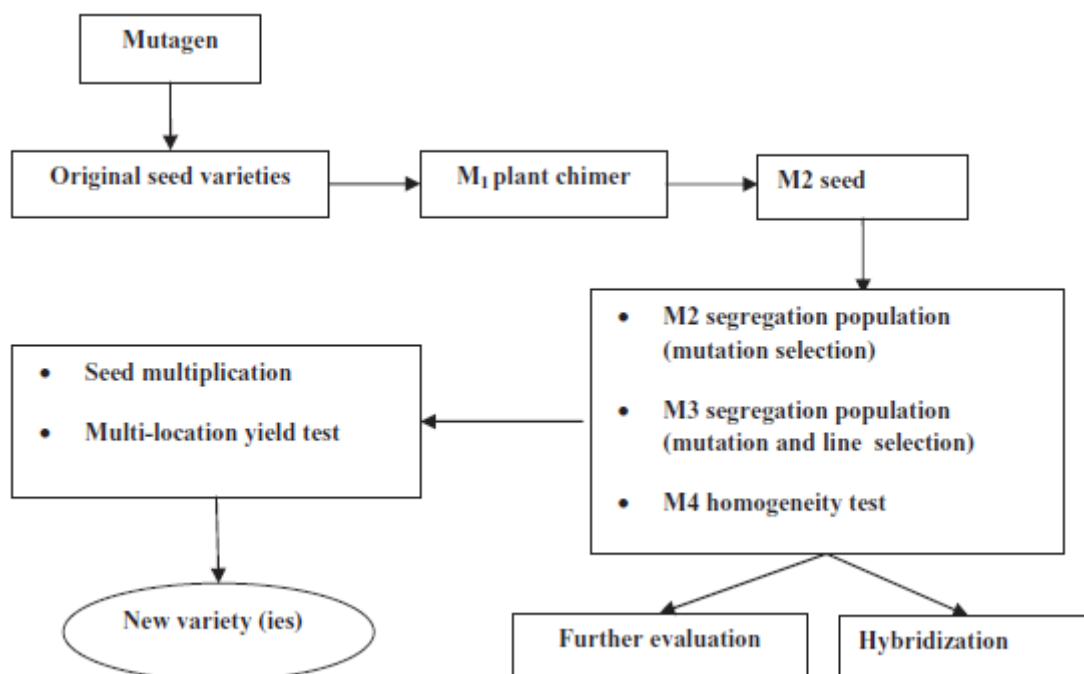 Mutagen
Original seed varieties
M₁ plant chimer
M2 seed
• M2 segregation population
(mutation selection)
• M3 segregation population
(mutation and line selection)
• M4 homogeneity test
• Seed multiplication
• Multi-location yield test
New variety (ies)
Further evaluation
Hybridization